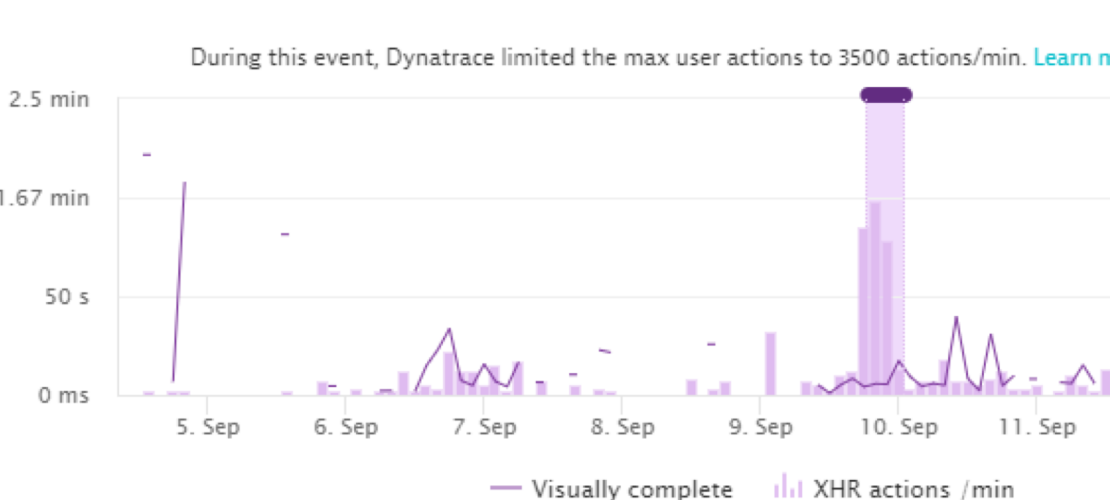 During this event, Dynatrace limited the max user actions to 3500 actions/min. Learn
2.5 min
1.67 min
50 s
0 ms
5. Sep 6. Sep 7. Sep 8. Sep 9. Sep 10. Sep 11. Sep
Visually complete XHR actions /min